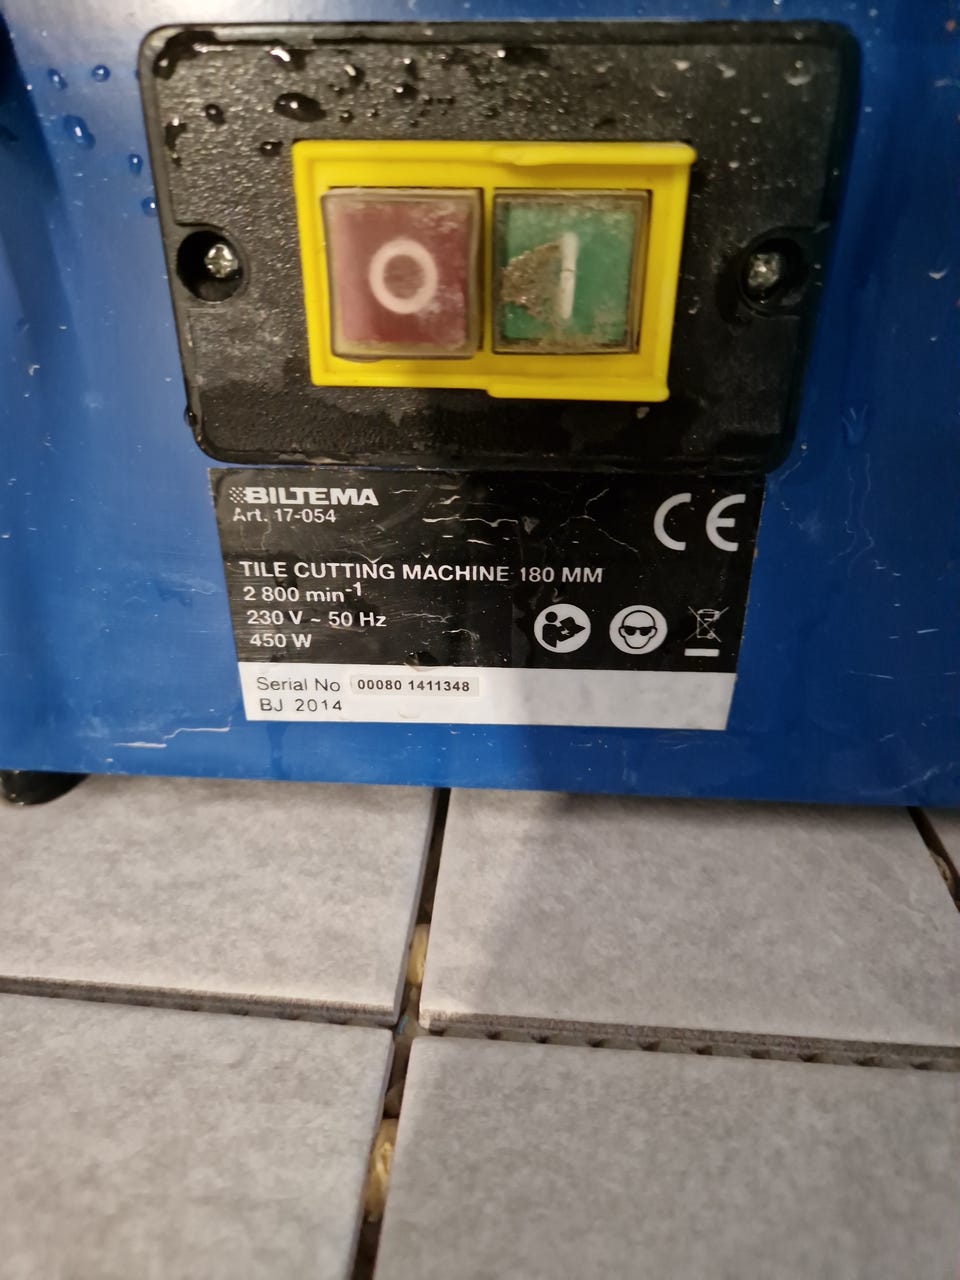 O I
BILTEMA
Art. 17-054
CE
TILE CUTTING MACHINE 180 MM
2 800 min-1
230 V ~ 50 Hz
450 W
Serial No 00080 1411348
BJ 2014